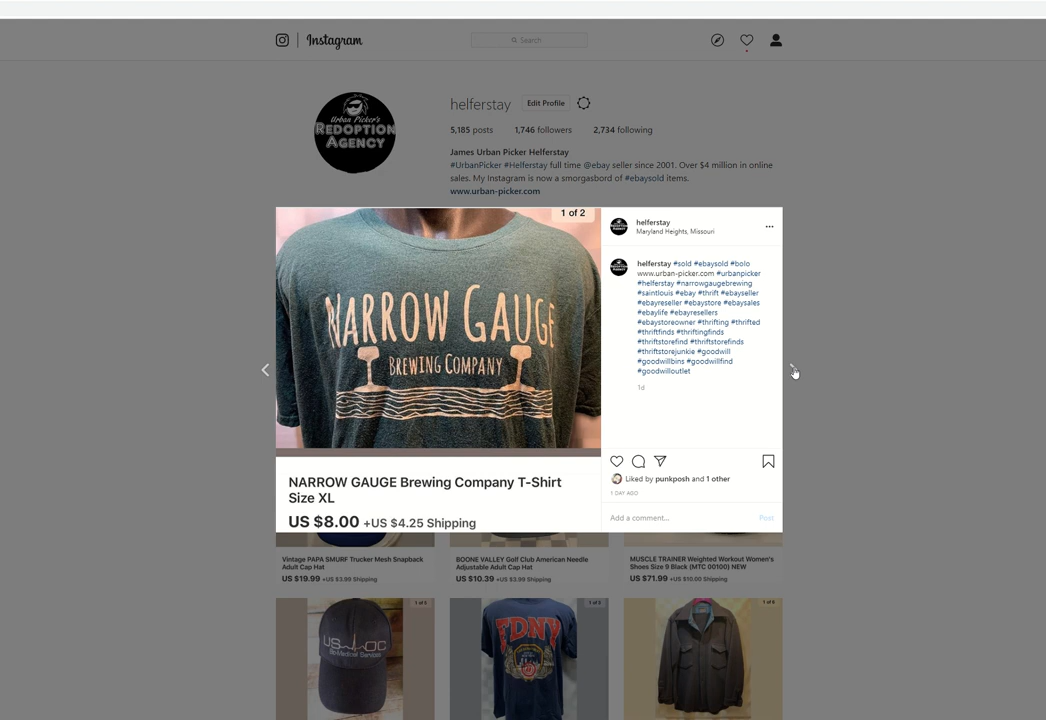 Instagram
Search
Urban Picker's
REDOPTION
AGENCY
helferstay
Edit Profile
5,185 posts 1,746 followers 2,734 following
James Urban Picker Helferstay
#UrbanPicker #Helferstay full time @ebay seller since 2001. Over $4 million in online
sales. My Instagram is now a smorgasbord of #ebaysold items.
www.urban-picker.com
1 of 2
NARROW GAUGE
BREWING COMPANY
NARROW GAUGE Brewing Company T-Shirt
Size XL
US $8.00 +US $4.25 Shipping
helferstay
Maryland Heights, Missouri
helferstay #sold #ebaysold #bolo
www.urban-picker.com #urbanpicker
#helferstay #narrowgaugebrewing
#saintlouis #ebay #thrift #ebayseller
#ebayreseller #ebaystore #ebaysales
#ebaylife #ebayresellers
#ebaystoreowner #thrifting #thrifted
#thriftfinds #thriftingfinds
#thriftstorefind #thriftstorefinds
#thriftstorejunkie #goodwill
#goodwillbins #goodwillfind
#goodwilloutlet
1d
Liked by punkposh and 1 other
1 DAY AGO
Add a comment...
Post
Vintage PAPA SMURF Trucker Mesh Snapback
Adult Cap Hat
US $19.99 +US $3.99 Shipping
BOONE VALLEY Golf Club American Needle
Adjustable Adult Cap Hat
US $10.39 +US $3.99 Shipping
MUSCLE TRAINER Weighted Workout Women's
Shoes Size 9 Black (MTC 00100) NEW
US $71.99 +US $10.00 Shipping
US OC
Bio-Medical Services
FDNY